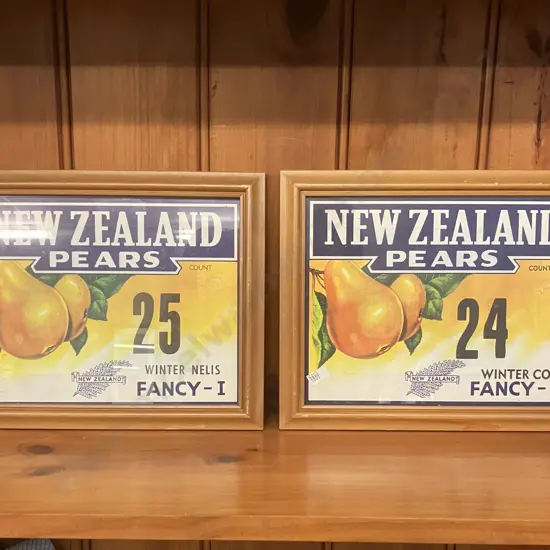 NEW ZEALAND
PEARS
COUNT
25
WINTER NELIS
NEW ZEALAND
FANCY-I
NEW ZEALAND
PEARS
COUNT
24
WINTER CO
NEW ZEALAND
FANCY-